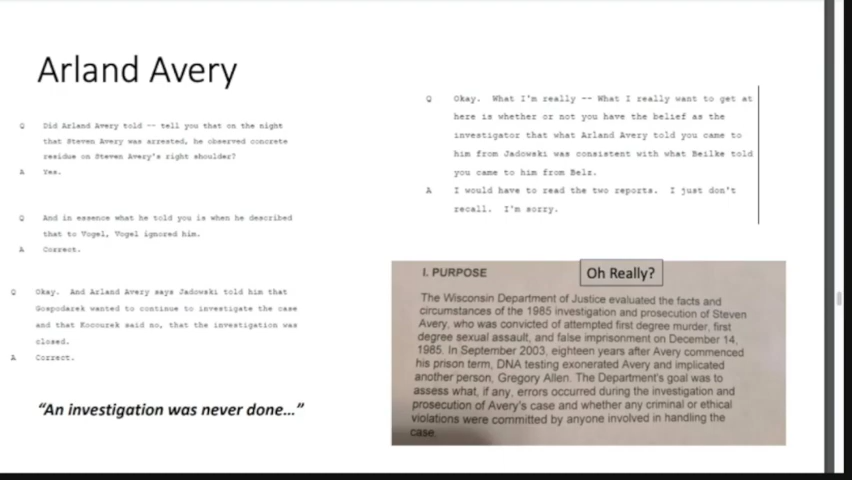 Arland Avery
Q Did Arland Avery told -- tell you that on the night
that Steven Avery was arrested, he observed concrete
residue on Steven Avery's right shoulder?
A Yes.
Q And in essence what he told you is when he described
that to Vogel, Vogel ignored him.
A Correct.
Q Okay. And Arland Avery says Jadowski told him that
Gospodarek wanted to continue to investigate the case
and that Kocourek said no, that the investigation was
closed.
A Correct.
“An investigation was never done…”
Q Okay. What I'm really -- What I really want to get at
here is whether or not you have the belief as the
investigator that what Arland Avery told you came to
him from Jadowski was consistent with what Beilke told
you came to him from Belz.
A I would have to read the two reports. I just don't
recall. I'm sorry.
I. PURPOSE
Oh Really?
The Wisconsin Department of Justice evaluated the facts and
circumstances of the 1985 investigation and prosecution of Steven
Avery, who was convicted of attempted first degree murder, first
degree sexual assault, and false imprisonment on December 14,
1985. In September 2003, eighteen years after Avery commenced
his prison term, DNA testing exonerated Avery and implicated
another person, Gregory Allen. The Department's goal was to
assess what, if any, errors occurred during the investigation and
prosecution of Avery's case and whether any criminal or ethical
violations were committed by anyone involved in handling the
case